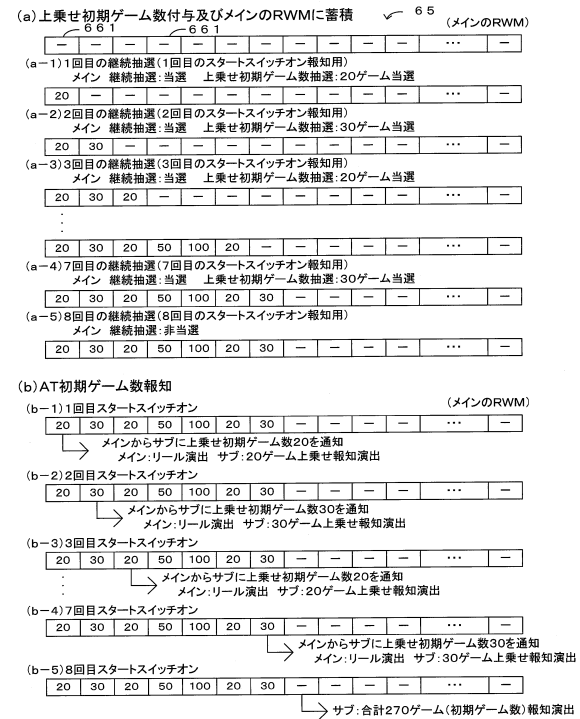 (a)上乗せ初期ゲーム数付与及びメインのRWMに蓄積 65
(メインのRWM)
661 661
－ － － － － － － － － － － … －
(a－1)1回目の継続抽選(1回目のスタートスイッチオン報知用)
メイン 継続抽選:当選 上乗せ初期ゲーム数抽選:20ゲーム当選
20 － － － － － － － － － － … －
(a－2)2回目の継続抽選(2回目のスタートスイッチオン報知用)
メイン 継続抽選:当選 上乗せ初期ゲーム数抽選:30ゲーム当選
20 30 － － － － － － － － － … －
(a－3)3回目の継続抽選(3回目のスタートスイッチオン報知用)
メイン 継続抽選:当選 上乗せ初期ゲーム数抽選:20ゲーム当選
20 30 20 － － － － － － － － … －
⋮
20 30 20 50 100 20 － － － － － … －
(a－4)7回目の継続抽選(7回目のスタートスイッチオン報知用)
メイン 継続抽選:当選 上乗せ初期ゲーム数抽選:30ゲーム当選
20 30 20 50 100 20 30 － － － － … －
(a－5)8回目の継続抽選(8回目のスタートスイッチオン報知用)
メイン 継続抽選:非当選
20 30 20 50 100 20 30 － － － － … －
(b)AT初期ゲーム数報知
(メインのRWM)
(b－1)1回目スタートスイッチオン
20 30 20 50 100 20 30 － － － － … －
メインからサブに上乗せ初期ゲーム数20を通知
メイン:リール演出 サブ:20ゲーム上乗せ報知演出
(b－2)2回目スタートスイッチオン
20 30 20 50 100 20 30 － － － － … －
メインからサブに上乗せ初期ゲーム数30を通知
メイン:リール演出 サブ:30ゲーム上乗せ報知演出
(b－3)3回目スタートスイッチオン
20 30 20 50 100 20 30 － － － － … －
メインからサブに上乗せ初期ゲーム数20を通知
メイン:リール演出 サブ:20ゲーム上乗せ報知演出
⋮
(b－4)7回目スタートスイッチオン
20 30 20 50 100 20 30 － － － － … －
メインからサブに上乗せ初期ゲーム数30を通知
メイン:リール演出 サブ:30ゲーム上乗せ報知演出
(b－5)8回目スタートスイッチオン
20 30 20 50 100 20 30 － － － － … －
サブ:合計270ゲーム(初期ゲーム数)報知演出